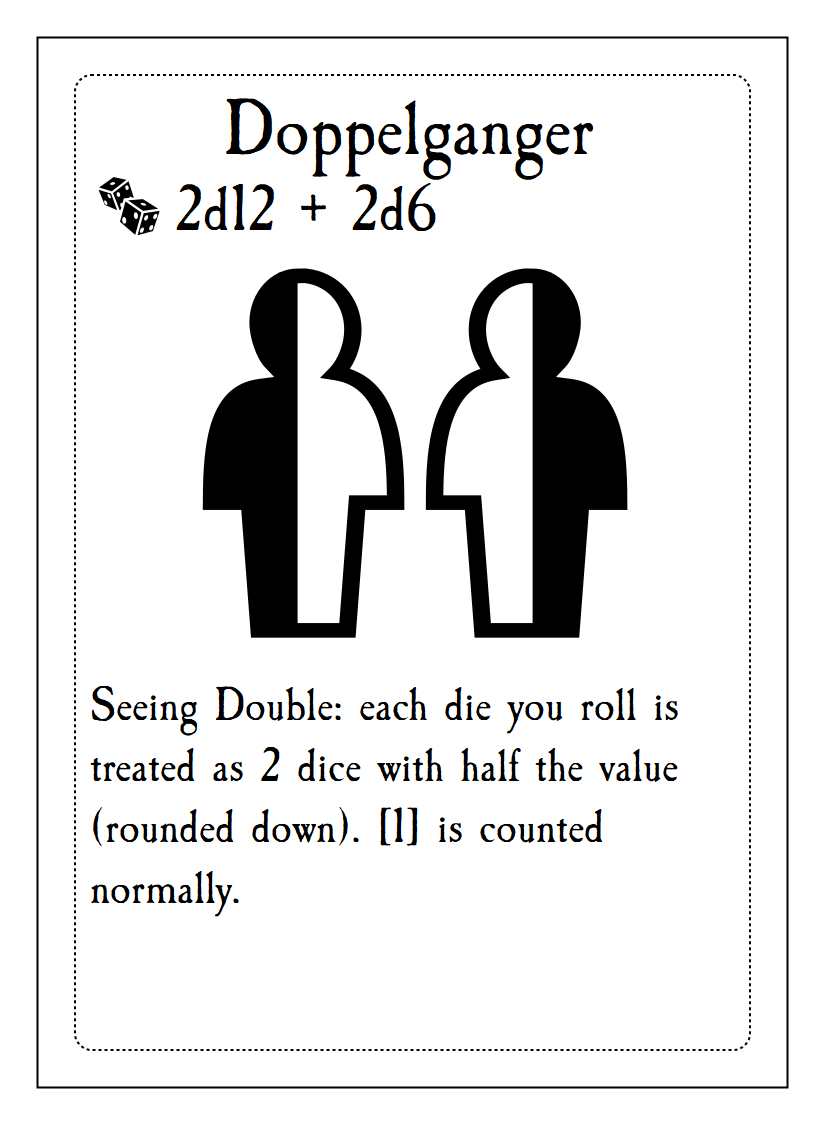 Doppelganger
2d12 + 2d6
Seeing Double: each die you roll is
treated as 2 dice with half the value
(rounded down). [1] is counted
normally.